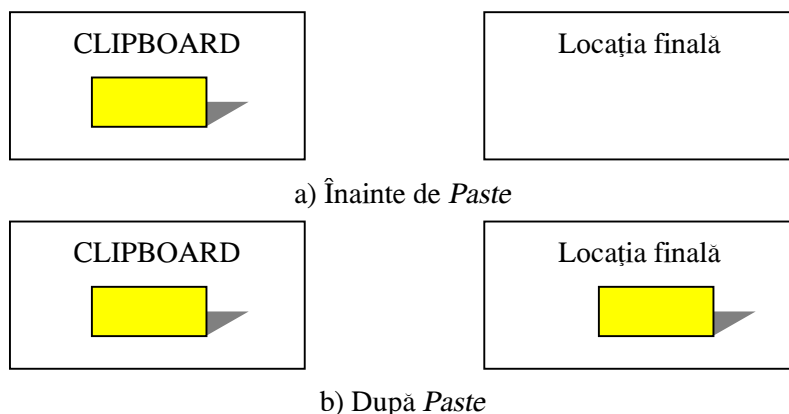 CLIPBOARD Locaţia finală
a) Înainte de Paste
CLIPBOARD Locaţia finală
b) După Paste